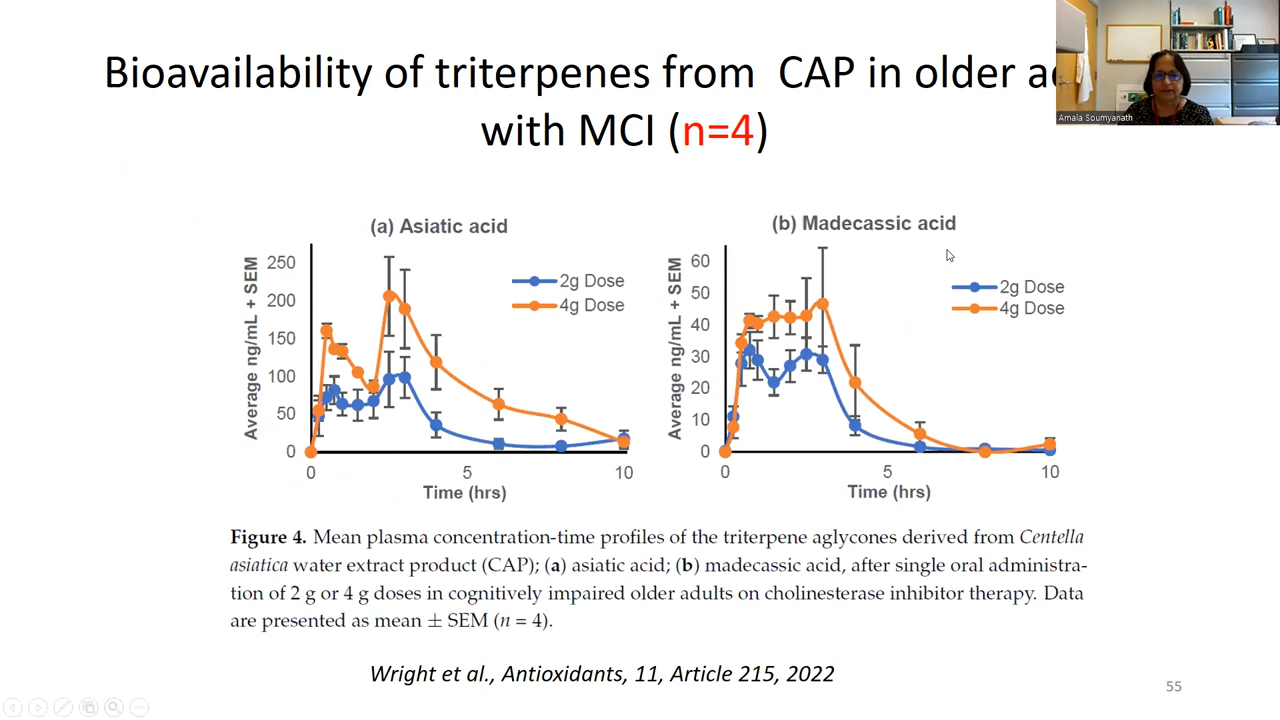 Bioavailability of triterpenes from CAP in older
with MCI (n=4)
Amala Soumyanath
(a) Asiatic acid
Average ng/mL + SEM
250
200
150
100
50
0
2g Dose
4g Dose
0
5
10
Time (hrs)
(b) Madecassic acid
Average ng/mL + SEM
60
50
40
30
20
10
0
2g Dose
4g Dose
0
5
10
Time (hrs)
Figure 4. Mean plasma concentration-time profiles of the triterpene aglycones derived from Centella
asiatica water extract product (CAP); (a) asiatic acid; (b) madecassic acid, after single oral administra-
tion of 2 g or 4 g doses in cognitively impaired older adults on cholinesterase inhibitor therapy. Data
are presented as mean ± SEM (n = 4).
Wright et al., Antioxidants, 11, Article 215, 2022
55